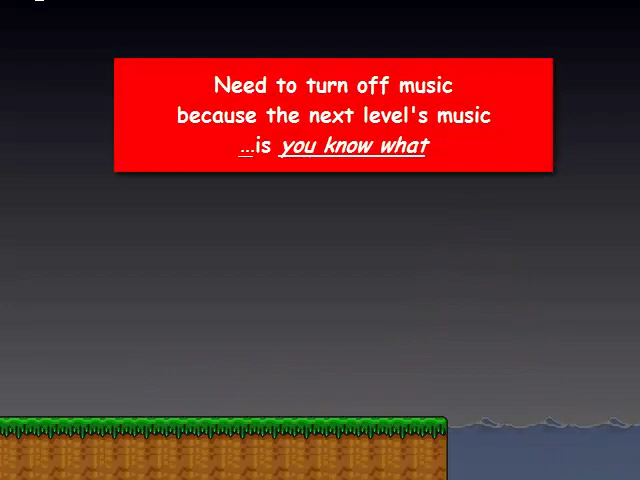 Need to turn off music
because the next level's music
...is you know what